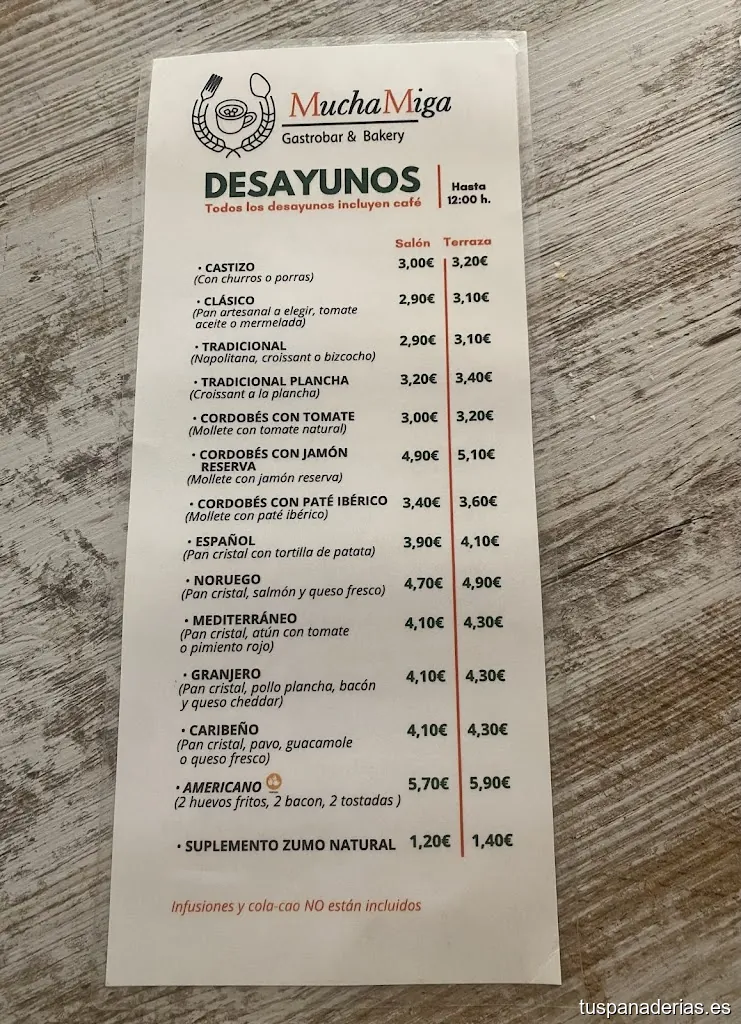 MuchaMiga
Gastrobar & Bakery
DESAYUNOS
Todos los desayunos incluyen café
Hasta
12:00 h.
Salón Terraza
• CASTIZO 3,00€ 3,20€
(Con churros o porras)
• CLÁSICO 2,90€ 3,10€
(Pan artesanal a elegir, tomate
aceite o mermelada)
• TRADICIONAL 2,90€ 3,10€
(Napolitana, croissant o bizcocho)
• TRADICIONAL PLANCHA 3,20€ 3,40€
(Croissant a la plancha)
• CORDOBÉS CON TOMATE 3,00€ 3,20€
(Mollete con tomate natural)
• CORDOBÉS CON JAMÓN 4,90€ 5,10€
RESERVA
(Mollete con jamón reserva)
• CORDOBÉS CON PATÉ IBÉRICO 3,40€ 3,60€
(Mollete con paté ibérico)
• ESPAÑOL 3,90€ 4,10€
(Pan cristal con tortilla de patata)
• NORUEGO 4,70€ 4,90€
(Pan cristal, salmón y queso fresco)
• MEDITERRÁNEO 4,10€ 4,30€
(Pan cristal, atún con tomate
o pimiento rojo)
• GRANJERO 4,10€ 4,30€
(Pan cristal, pollo plancha, bacón
y queso cheddar)
• CARIBEÑO 4,10€ 4,30€
(Pan cristal, pavo, guacamole
o queso fresco)
• AMERICANO 5,70€ 5,90€
(2 huevos fritos, 2 bacon, 2 tostadas )
• SUPLEMENTO ZUMO NATURAL 1,20€ 1,40€
Infusiones y cola-cao NO están incluidos
tuspanaderias.es